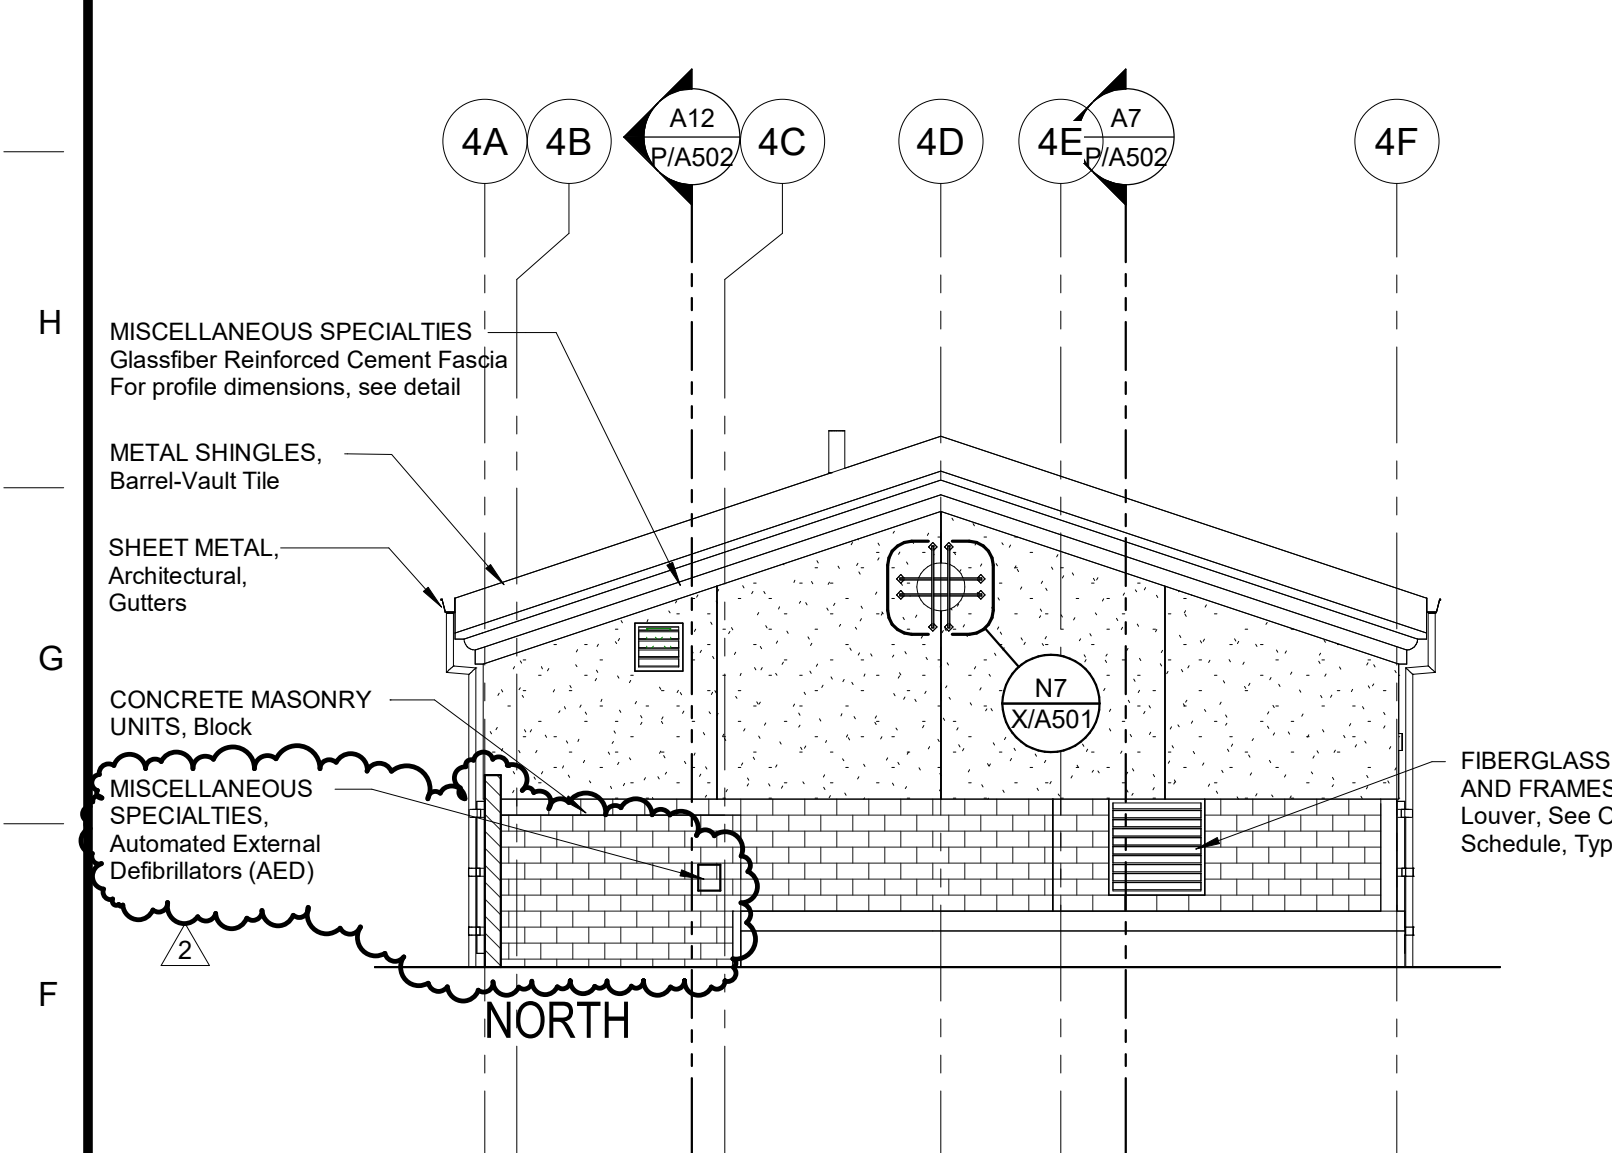 4A
4B
A12
P/A502
4C
4D
4E
A7
P/A502
4F
H
MISCELLANEOUS SPECIALTIES
Glassfiber Reinforced Cement Fascia
For profile dimensions, see detail
METAL SHINGLES,
Barrel-Vault Tile
SHEET METAL,
Architectural,
Gutters
G
N7
X/A501
CONCRETE MASONRY
UNITS, Block
MISCELLANEOUS
SPECIALTIES,
Automated External
Defibrillators (AED)
FIBERGLASS
AND FRAMES
Louver, See
Schedule, Typ
2
F
NORTH